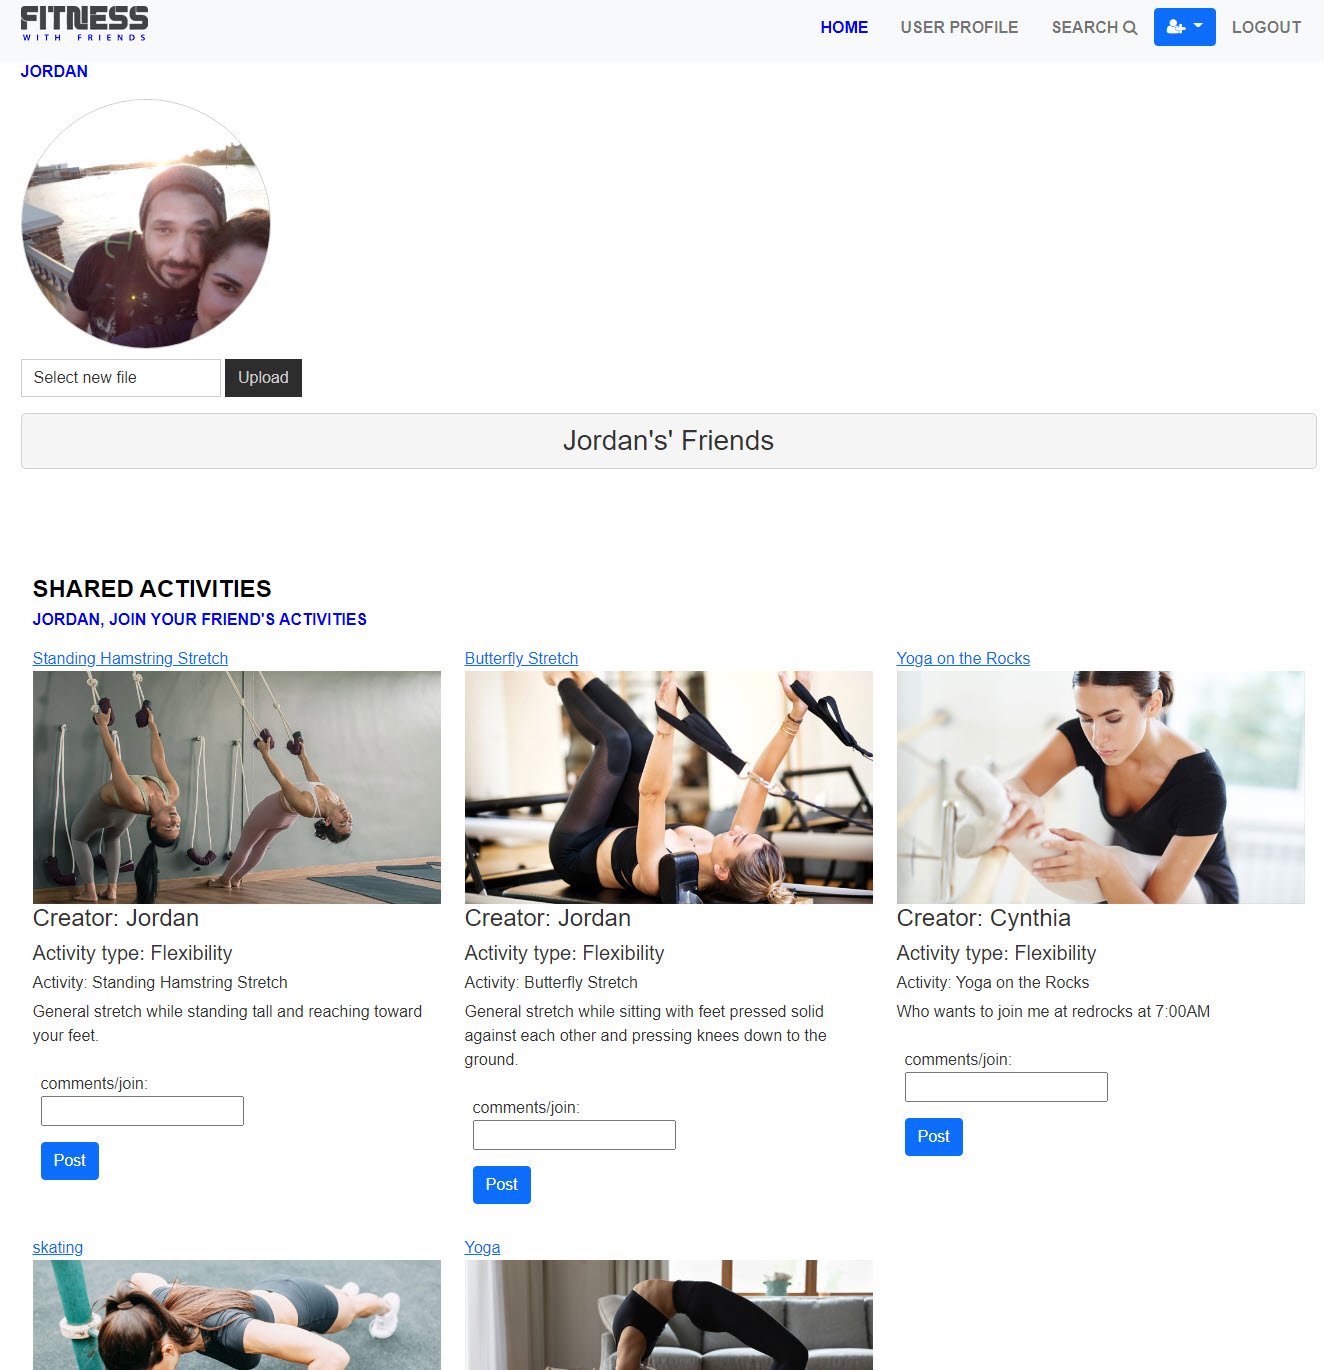 FITNESS
WITH FRIENDS
HOME USER PROFILE SEARCH LOGOUT
JORDAN
Select new file Upload
Jordan's' Friends
SHARED ACTIVITIES
JORDAN, JOIN YOUR FRIEND'S ACTIVITIES
Standing Hamstring Stretch
Creator: Jordan
Activity type: Flexibility
Activity: Standing Hamstring Stretch
General stretch while standing tall and reaching toward
your feet.
comments/join:
Post
Butterfly Stretch
Creator: Jordan
Activity type: Flexibility
Activity: Butterfly Stretch
General stretch while sitting with feet pressed solid
against each other and pressing knees down to the
ground.
comments/join:
Post
Yoga on the Rocks
Creator: Cynthia
Activity type: Flexibility
Activity: Yoga on the Rocks
Who wants to join me at redrocks at 7:00AM
comments/join:
Post
skating
Yoga